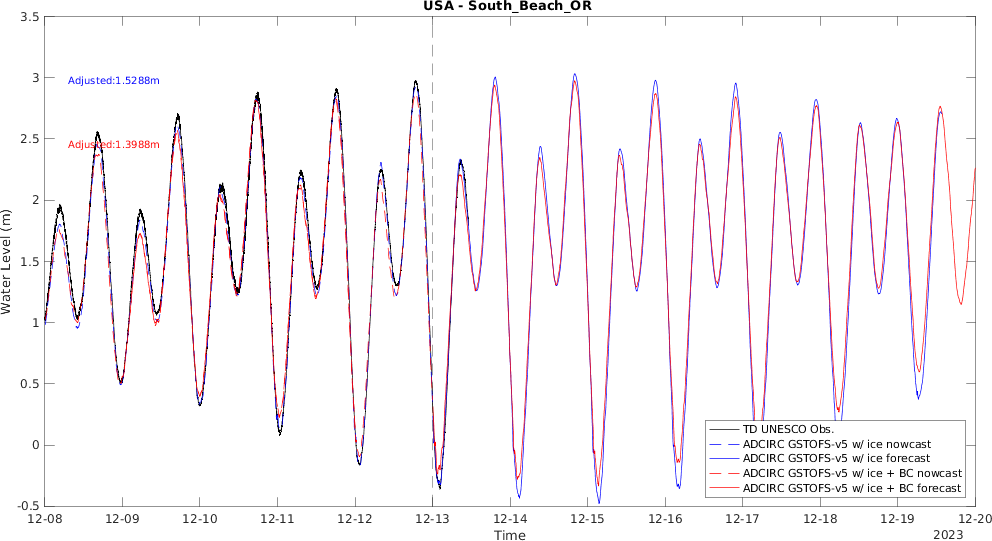 USA - South_Beach_OR
3.5
3
2.5
2
1.5
1
0.5
0
-0.5
Water Level (m)
Adjusted:1.5288m
Adjusted:1.3988m
TD UNESCO Obs.
ADCIRC GSTOFS-v5 w/ ice nowcast
ADCIRC GSTOFS-v5 w/ ice forecast
ADCIRC GSTOFS-v5 w/ ice + BC nowcast
ADCIRC GSTOFS-v5 w/ ice + BC forecast
12-08 12-09 12-10 12-11 12-12 12-13 12-14 12-15 12-16 12-17 12-18 12-19 12-20
Time
2023